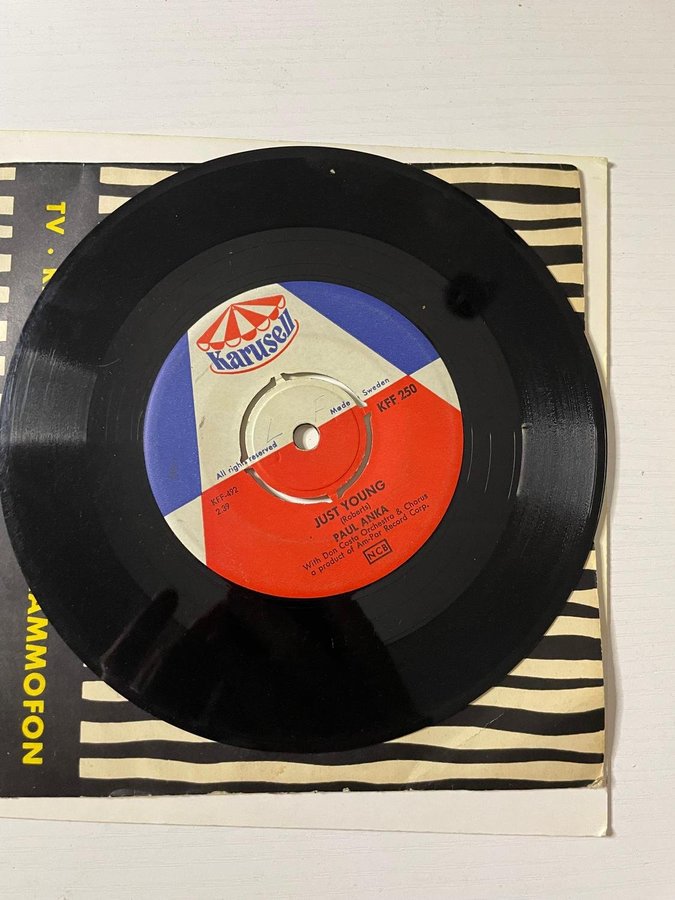 TV
AMMOFON
Karusell
All rights reserved
Made Sweden
KFF 250
KFF-492
2.39
JUST YOUNG
(Roberts)
PAUL ANKA
With Don Costa Orchestra & Chorus
a product of Am-Par Record Corp.
NCB